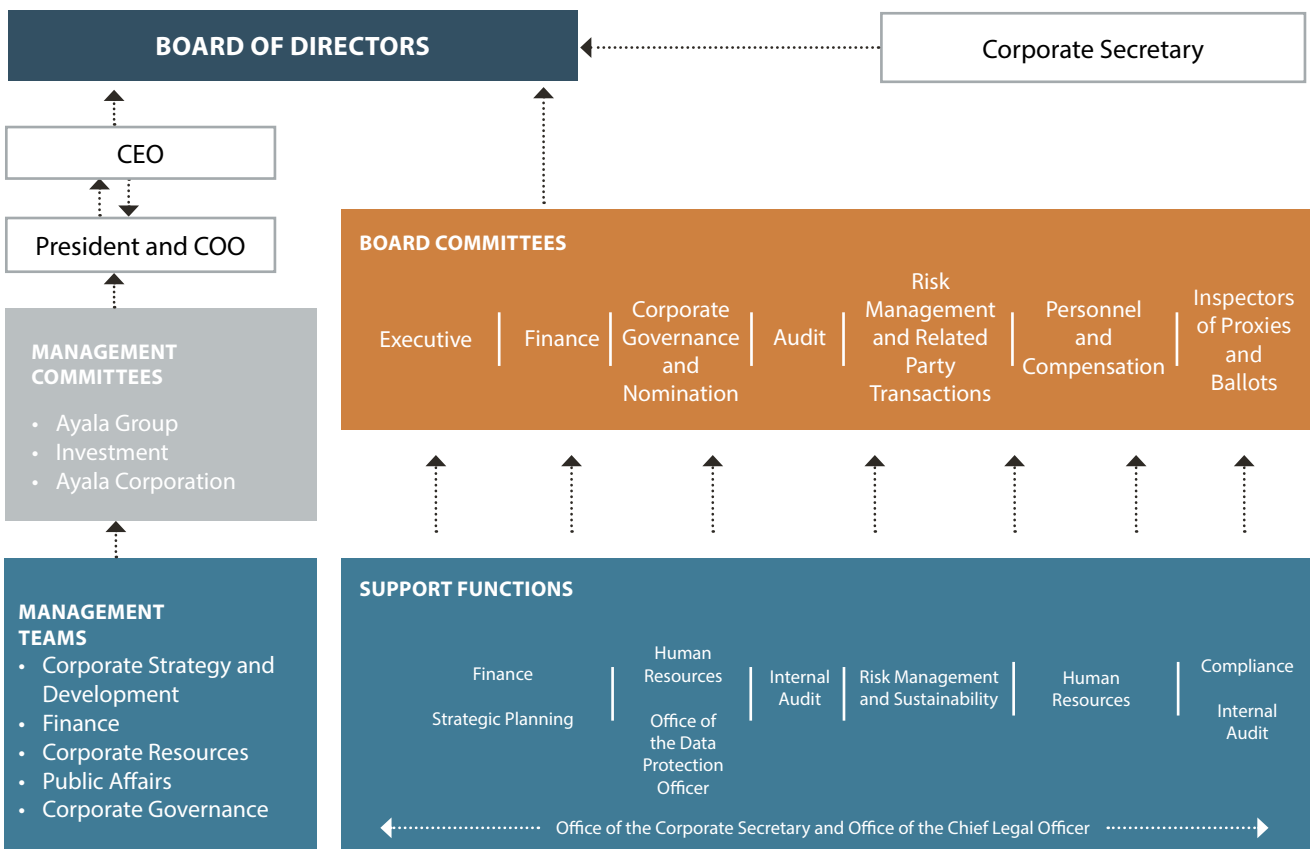 BOARD OF DIRECTORS
Corporate Secretary
CEO
President and COO
MANAGEMENT
COMMITTEES
• Ayala Group
• Investment
• Ayala Corporation
MANAGEMENT
TEAMS
• Corporate Strategy and
Development
• Finance
• Corporate Resources
• Public Affairs
• Corporate Governance
BOARD COMMITTEES
Executive
Finance
Corporate
Governance
and
Nomination
Audit
Risk
Management
and Related
Party
Transactions
Personnel
and
Compensation
Inspectors
of Proxies
and
Ballots
SUPPORT FUNCTIONS
Finance
Strategic Planning
Human
Resources
Office of
the Data
Protection
Officer
Internal
Audit
Risk Management
and Sustainability
Human
Resources
Compliance
Internal
Audit
Office of the Corporate Secretary and Office of the Chief Legal Officer